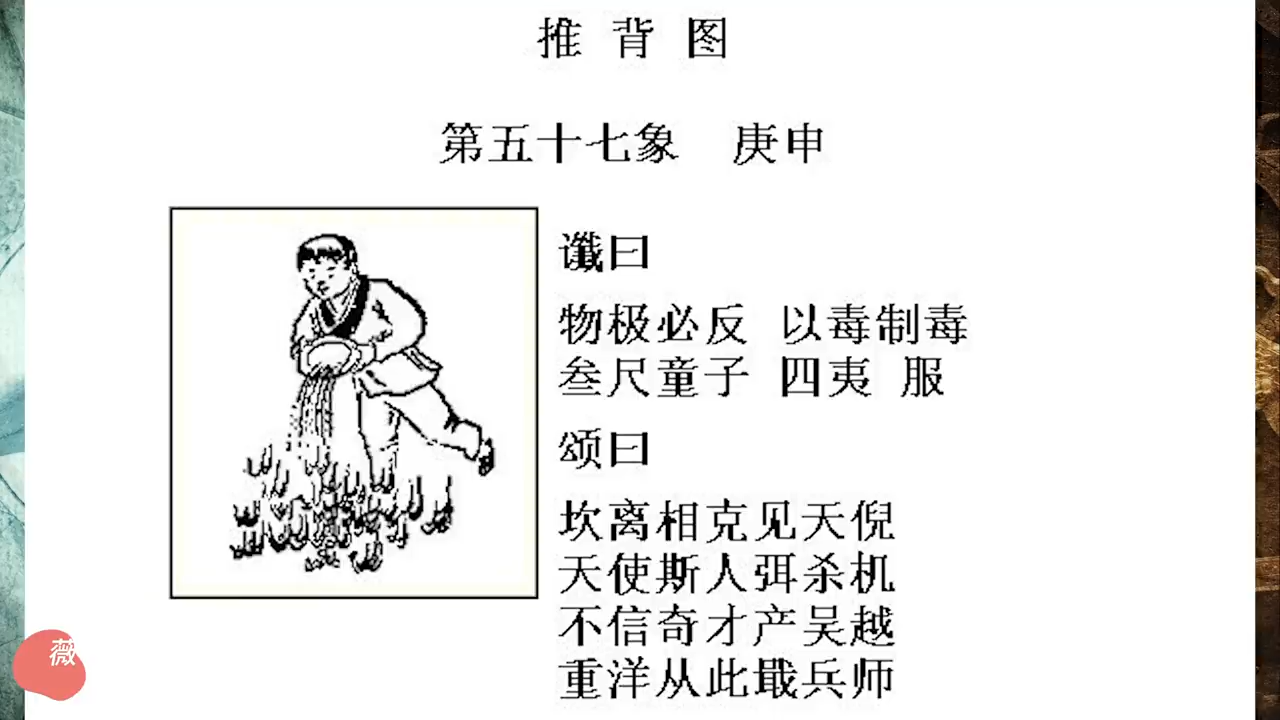 推背图
第五十七象 庚申
谶曰
物极必反 以毒制毒
叁尺童子 四夷 服
颂曰
坎离相克见天倪
天使斯人弭杀机
不信奇才产吴越
重洋从此戢兵师
薇